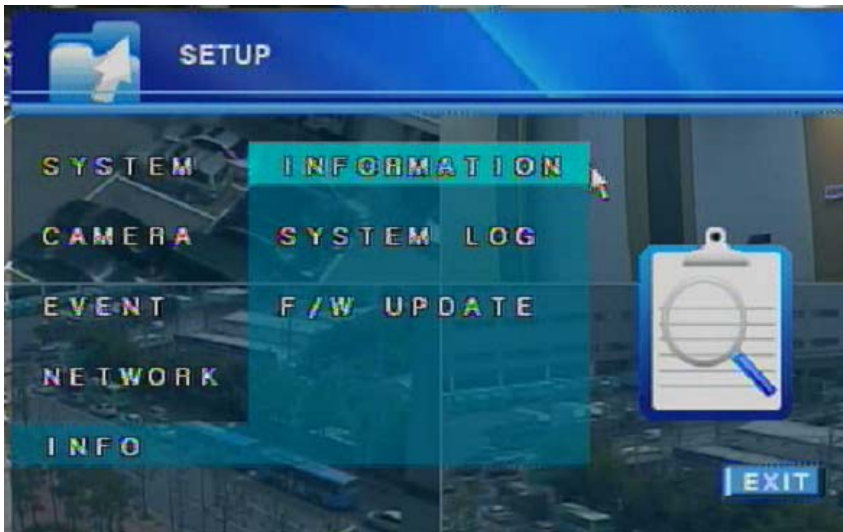 SETUP
SYSTEM
INFORMATION
CAMERA
SYSTEM LOG
EVENT
F/W UPDATE
NETWORK
INFO
EXIT